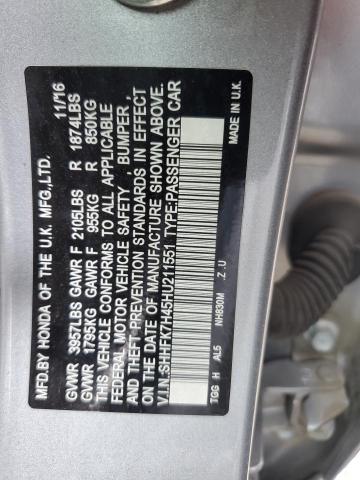 MFD.BY HONDA OF THE U.K. MFG.,LTD. 11/16
GVWR 3957LBS GAWR F 2105LBS R 1874LBS
GVWR 1795KG GAWR F 955KG R 850KG
THIS VEHICLE CONFORMS TO ALL APPLICABLE
FEDERAL MOTOR VEHICLE SAFETY , BUMPER,
AND THEFT PREVENTION STANDARDS IN EFFECT
ON THE DATE OF MANUFACTURE SHOWN ABOVE.
V.I.N.:SHHFK7H45HU211551 TYPE:PASSENGER CAR
MADE IN U.K.
TGG H AL5 NH830M .Z .U